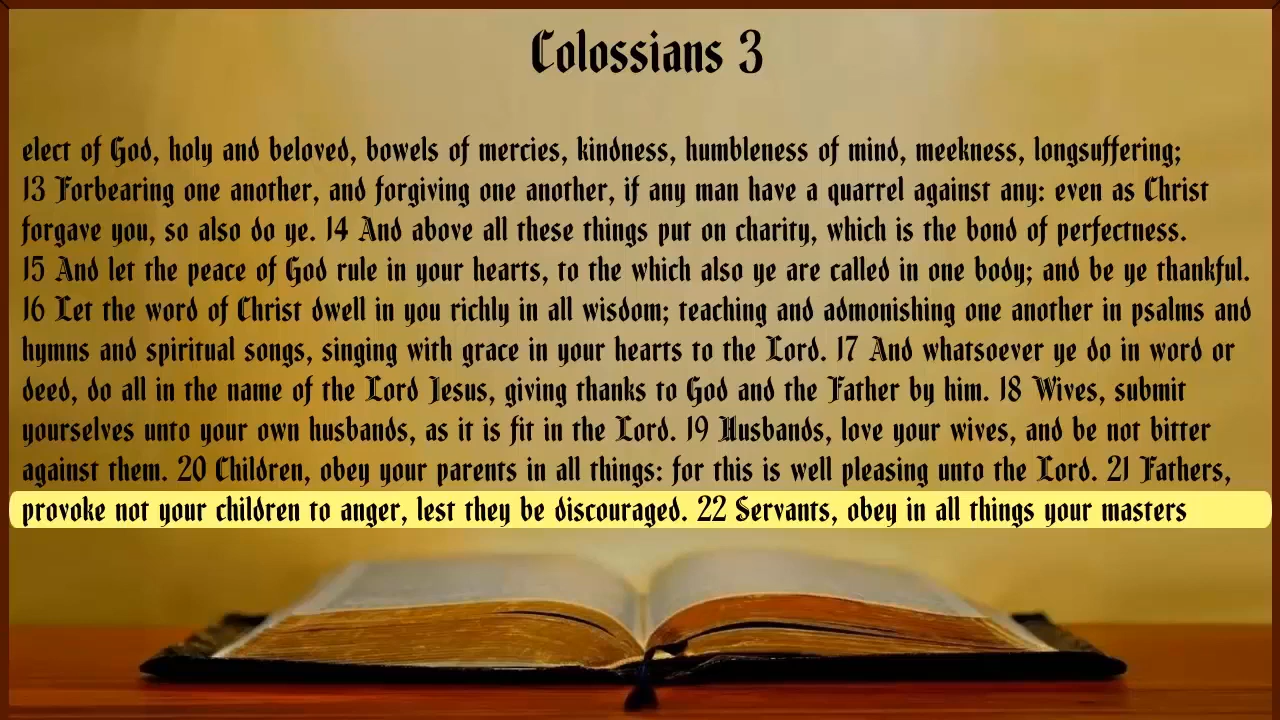 Colossians 3
elect of God, holy and beloved, bowels of mercies, kindness, humbleness of mind, meekness, longsuffering;
13 Forbearing one another, and forgiving one another, if any man have a quarrel against any: even as Christ
forgave you, so also do ye. 14 And above all these things put on charity, which is the bond of perfectness.
15 And let the peace of God rule in your hearts, to the which also ye are called in one body; and be ye thankful.
16 Let the word of Christ dwell in you richly in all wisdom; teaching and admonishing one another in psalms and
hymns and spiritual songs, singing with grace in your hearts to the Lord. 17 And whatsoever ye do in word or
deed, do all in the name of the Lord Jesus, giving thanks to God and the Father by him. 18 Wives, submit
yourselves unto your own husbands, as it is fit in the Lord. 19 Husbands, love your wives, and be not bitter
against them. 20 Children, obey your parents in all things: for this is well pleasing unto the Lord. 21 Fathers,
provoke not your children to anger, lest they be discouraged. 22 Servants, obey in all things your masters